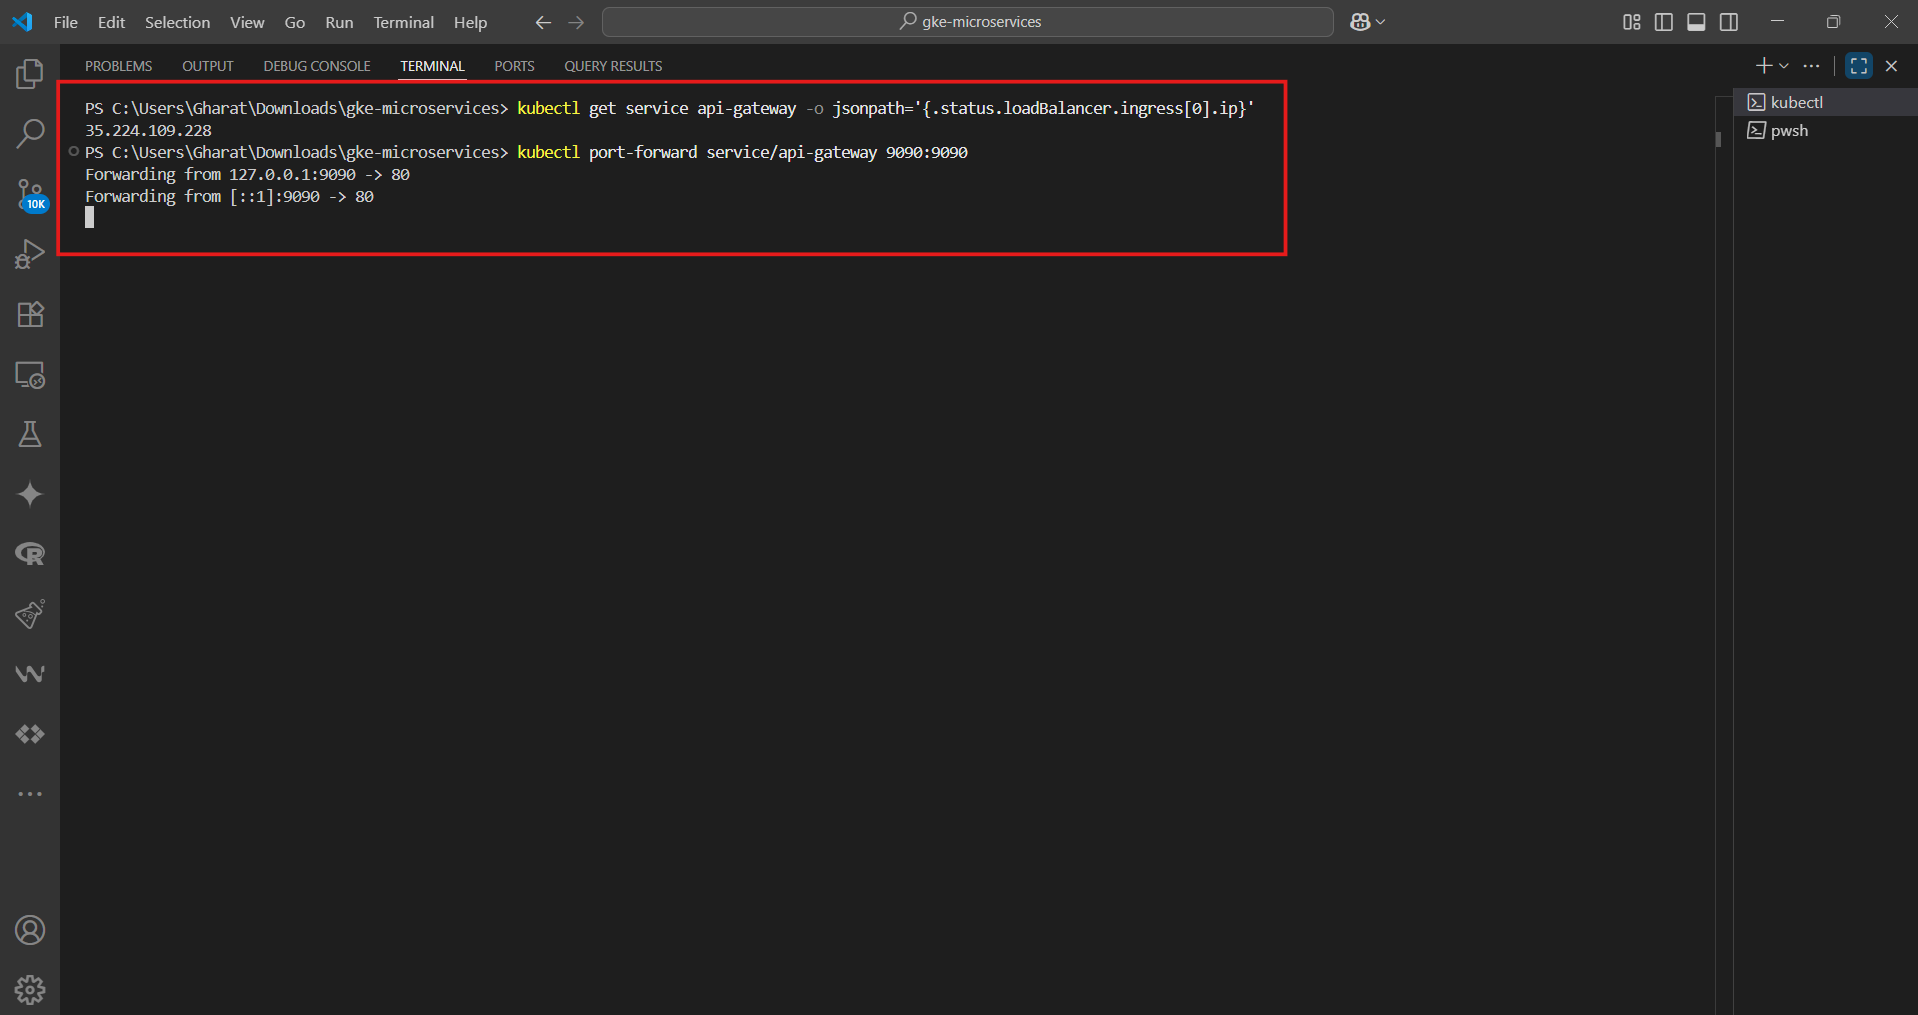 File Edit Selection View Go Run Terminal Help
gke-microservices
PROBLEMS OUTPUT DEBUG CONSOLE TERMINAL PORTS QUERY RESULTS
PS C:\Users\Gharat\Downloads\gke-microservices> kubectl get service api-gateway -o jsonpath='{.status.loadBalancer.ingress[0].ip}'
35.224.109.228
PS C:\Users\Gharat\Downloads\gke-microservices> kubectl port-forward service/api-gateway 9090:9090
Forwarding from 127.0.0.1:9090 -> 80
Forwarding from [::1]:9090 -> 80
kubectl
pwsh
10K
R